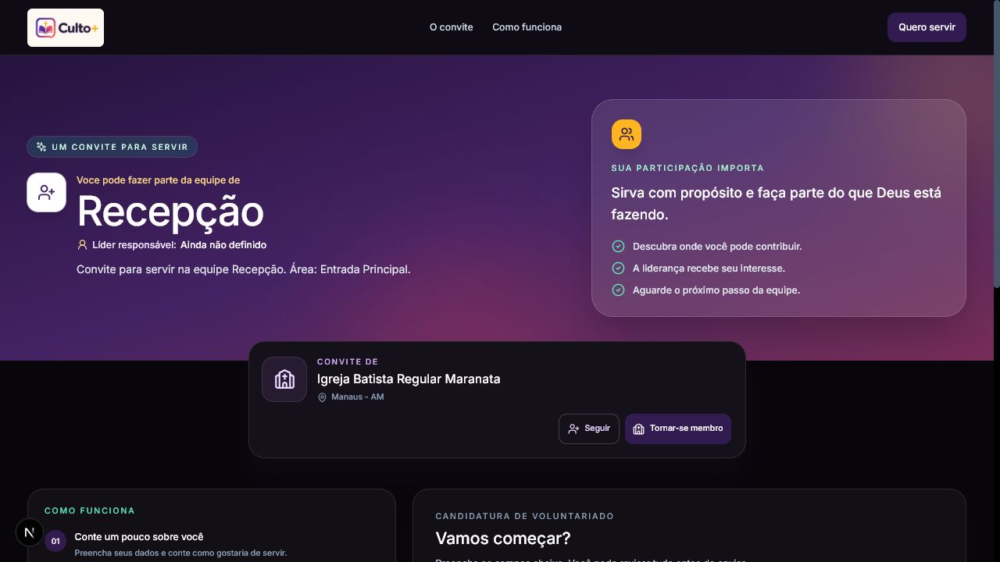 Culto+
O convite
Como funciona
Quero servir
UM CONVITE PARA SERVIR
Voce pode fazer parte da equipe de
Recepção
Líder responsável: Ainda não definido
Convite para servir na equipe Recepção. Área: Entrada Principal.
SUA PARTICIPAÇÃO IMPORTA
Sirva com propósito e faça parte do que Deus está
fazendo.
Descubra onde você pode contribuir.
A liderança recebe seu interesse.
Aguarde o próximo passo da equipe.
CONVITE DE
Igreja Batista Regular Maranata
Manaus - AM
Seguir
Tornar-se membro
COMO FUNCIONA
N
01
Conte um pouco sobre você
Preencha seus dados e conte como gostaria de servir.
CANDIDATURA DE VOLUNTARIADO
Vamos começar?